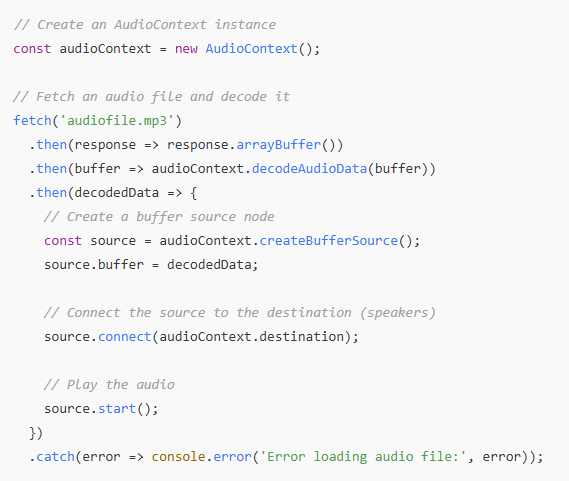 // Create an AudioContext instance
const audioContext = new AudioContext();

// Fetch an audio file and decode it
fetch('audiofile.mp3')
  .then(response => response.arrayBuffer())
  .then(buffer => audioContext.decodeAudioData(buffer))
  .then(decodedData => {
    // Create a buffer source node
    const source = audioContext.createBufferSource();
    source.buffer = decodedData;

    // Connect the source to the destination (speakers)
    source.connect(audioContext.destination);

    // Play the audio
    source.start();
  })
  .catch(error => console.error('Error loading audio file:', error));